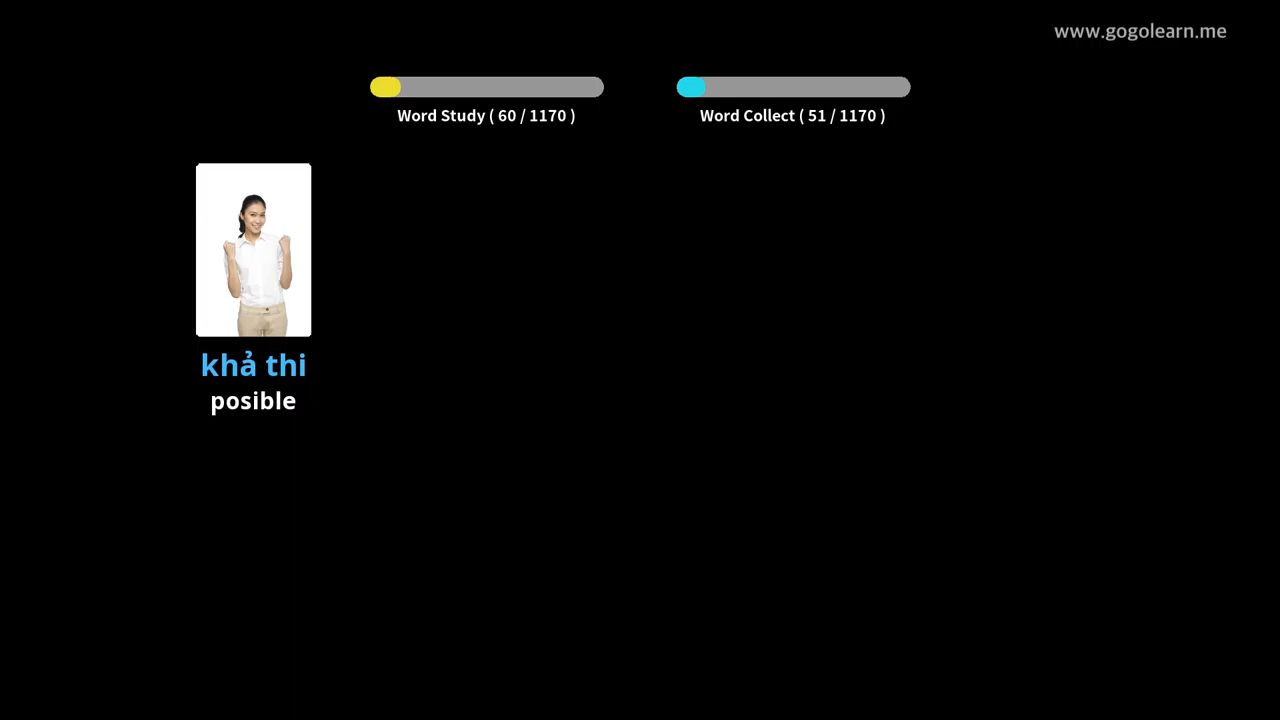 www.gogolearn.me
Word Study ( 60 / 1170 )
Word Collect ( 51 / 1170 )
khả thi
posible